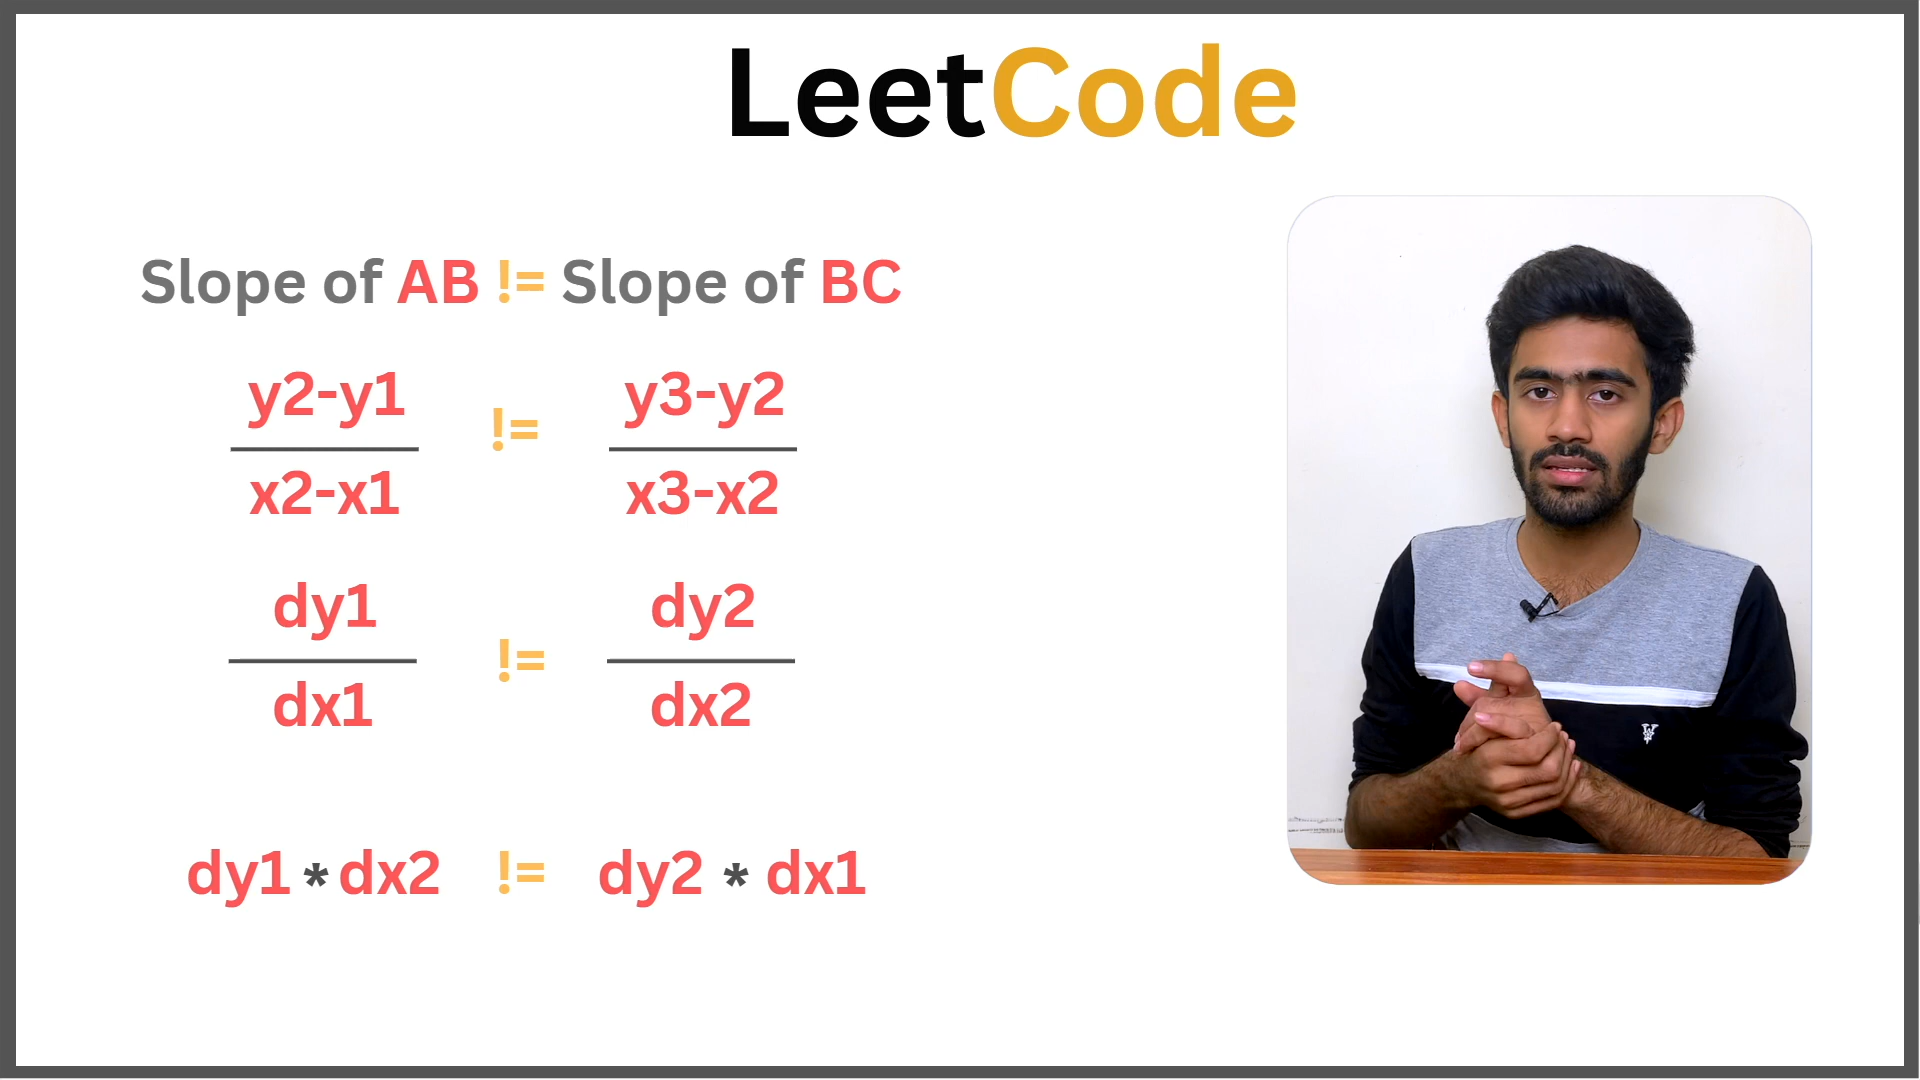 LeetCode
Slope of AB != Slope of BC
y2-y1 != y3-y2
x2-x1 x3-x2
dy1 != dy2
dx1 dx2
dy1 * dx2 != dy2 * dx1